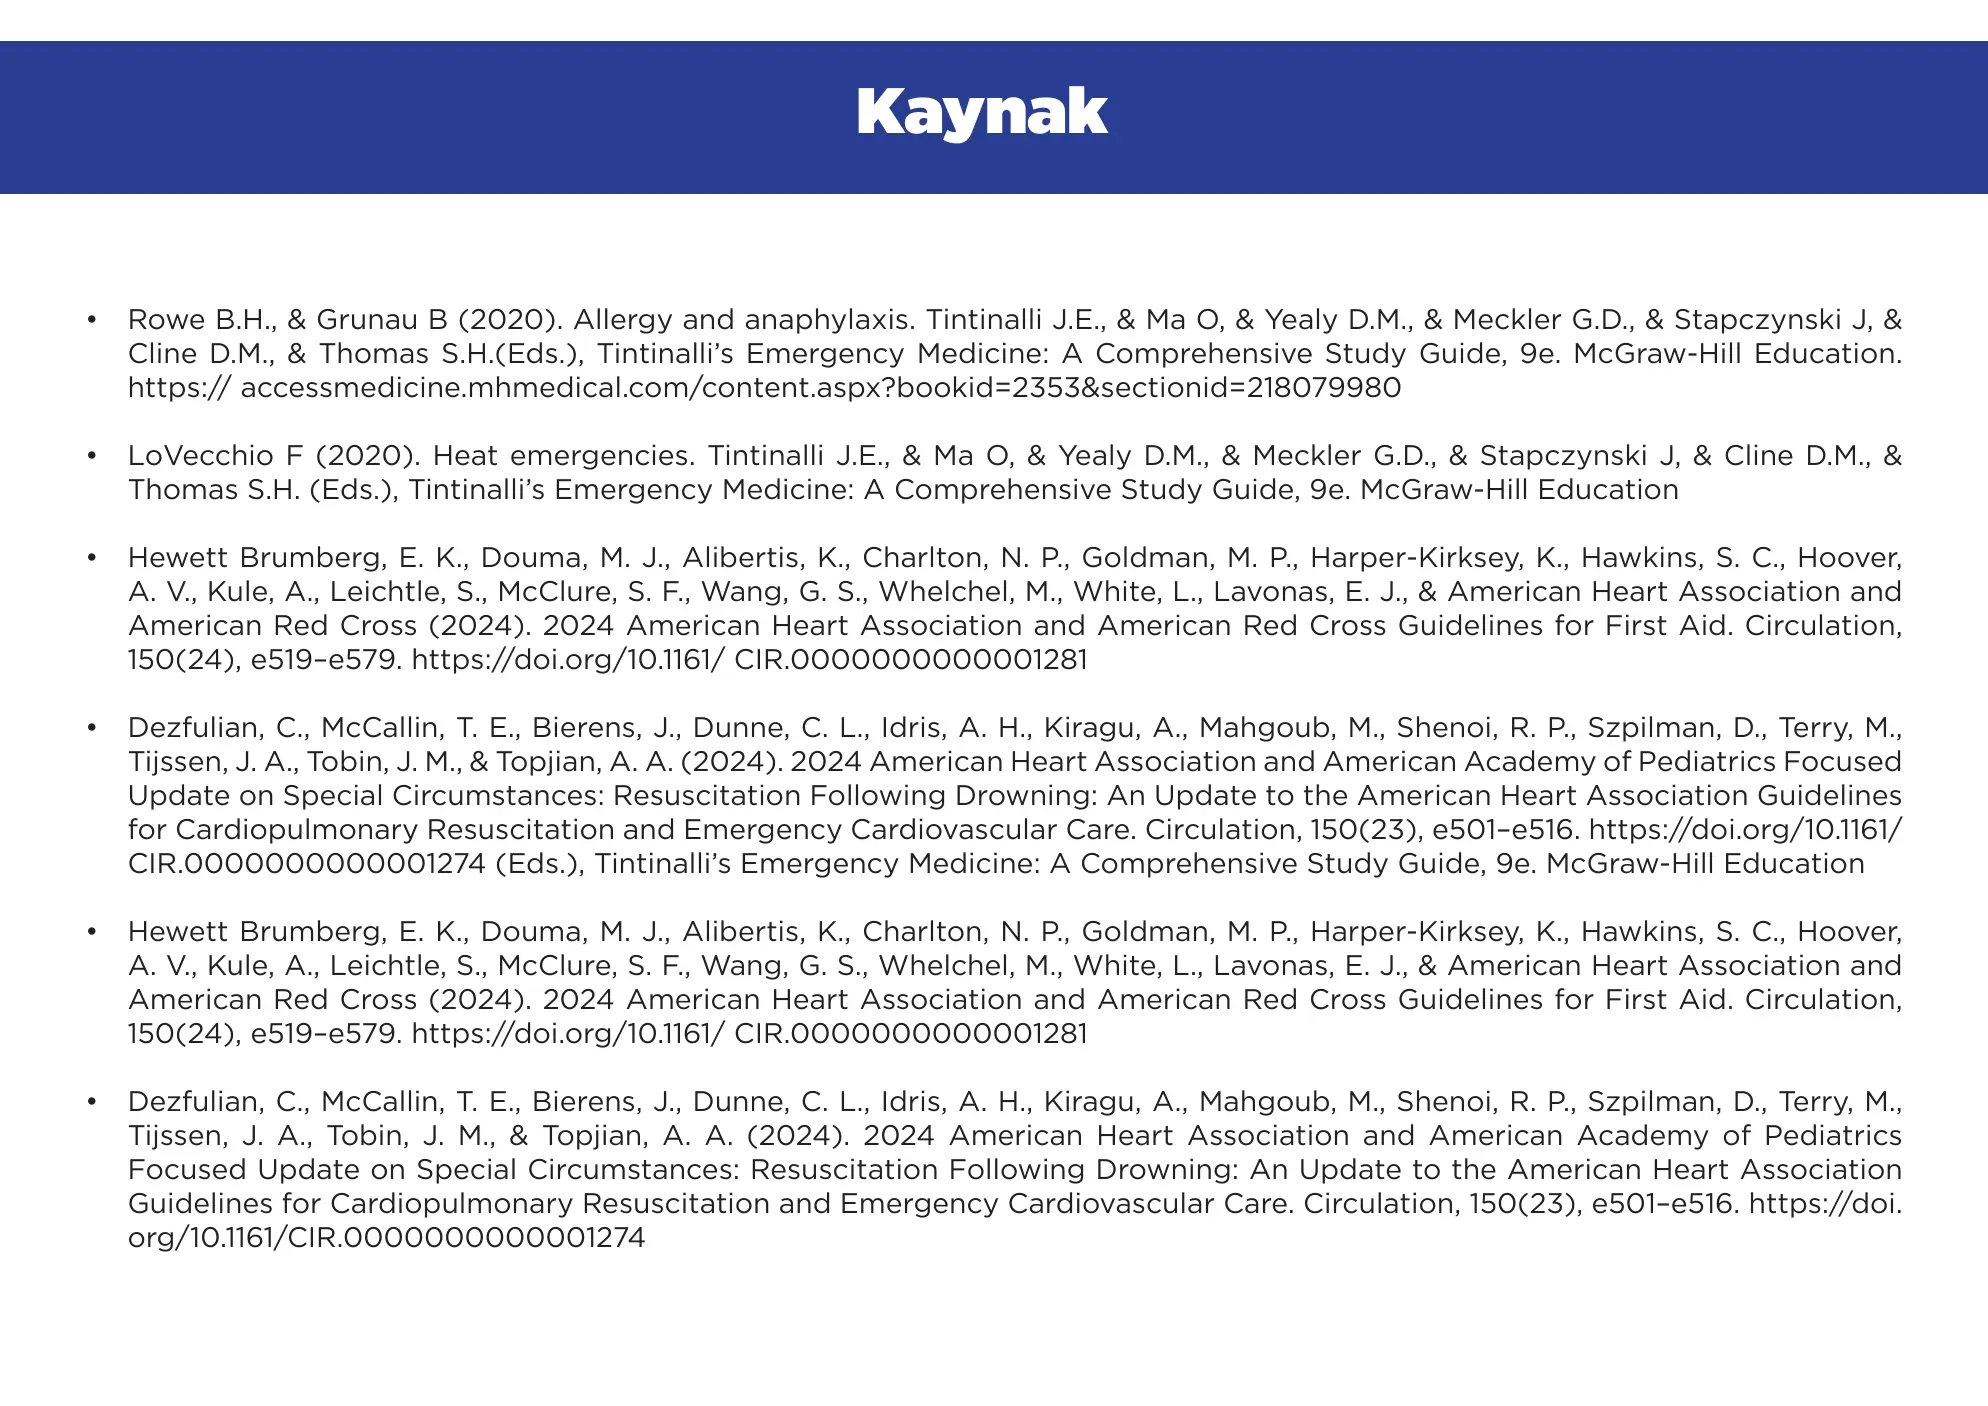 Kaynak
• Rowe B.H., & Grunau B (2020). Allergy and anaphylaxis. Tintinalli J.E., & Ma O, & Yealy D.M., & Meckler G.D., & Stapczynski J, &
Cline D.M., & Thomas S.H.(Eds.), Tintinalli’s Emergency Medicine: A Comprehensive Study Guide, 9e. McGraw-Hill Education.
https:// accessmedicine.mhmedical.com/content.aspx?bookid=2353&sectionid=218079980
• LoVecchio F (2020). Heat emergencies. Tintinalli J.E., & Ma O, & Yealy D.M., & Meckler G.D., & Stapczynski J, & Cline D.M., &
Thomas S.H. (Eds.), Tintinalli’s Emergency Medicine: A Comprehensive Study Guide, 9e. McGraw-Hill Education
• Hewett Brumberg, E. K., Douma, M. J., Alibertis, K., Charlton, N. P., Goldman, M. P., Harper-Kirksey, K., Hawkins, S. C., Hoover,
A. V., Kule, A., Leichtle, S., McClure, S. F., Wang, G. S., Whelchel, M., White, L., Lavonas, E. J., & American Heart Association and
American Red Cross (2024). 2024 American Heart Association and American Red Cross Guidelines for First Aid. Circulation,
150(24), e519–e579. https://doi.org/10.1161/ CIR.0000000000001281
• Dezfulian, C., McCallin, T. E., Bierens, J., Dunne, C. L., Idris, A. H., Kiragu, A., Mahgoub, M., Shenoi, R. P., Szpilman, D., Terry, M.,
Tijssen, J. A., Tobin, J. M., & Topjian, A. A. (2024). 2024 American Heart Association and American Academy of Pediatrics Focused
Update on Special Circumstances: Resuscitation Following Drowning: An Update to the American Heart Association Guidelines
for Cardiopulmonary Resuscitation and Emergency Cardiovascular Care. Circulation, 150(23), e501–e516. https://doi.org/10.1161/
CIR.0000000000001274 (Eds.), Tintinalli’s Emergency Medicine: A Comprehensive Study Guide, 9e. McGraw-Hill Education
• Hewett Brumberg, E. K., Douma, M. J., Alibertis, K., Charlton, N. P., Goldman, M. P., Harper-Kirksey, K., Hawkins, S. C., Hoover,
A. V., Kule, A., Leichtle, S., McClure, S. F., Wang, G. S., Whelchel, M., White, L., Lavonas, E. J., & American Heart Association and
American Red Cross (2024). 2024 American Heart Association and American Red Cross Guidelines for First Aid. Circulation,
150(24), e519–e579. https://doi.org/10.1161/ CIR.0000000000001281
• Dezfulian, C., McCallin, T. E., Bierens, J., Dunne, C. L., Idris, A. H., Kiragu, A., Mahgoub, M., Shenoi, R. P., Szpilman, D., Terry, M.,
Tijssen, J. A., Tobin, J. M., & Topjian, A. A. (2024). 2024 American Heart Association and American Academy of Pediatrics
Focused Update on Special Circumstances: Resuscitation Following Drowning: An Update to the American Heart Association
Guidelines for Cardiopulmonary Resuscitation and Emergency Cardiovascular Care. Circulation, 150(23), e501–e516. https://doi.
org/10.1161/CIR.0000000000001274